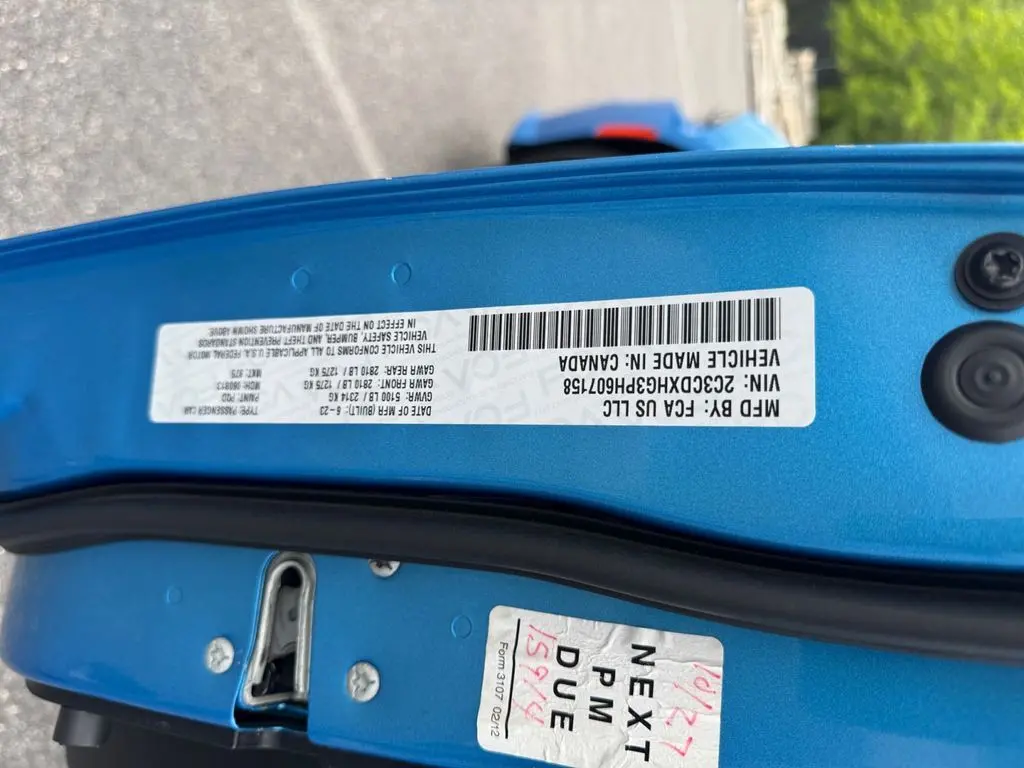 MFD BY: FCA US LLC
VIN: 2C3CDXHG3PH607158
VEHICLE MADE IN: CANADA
DATE OF MFR (BUILT): 6 - 23
GVWR: 5100 LB / 2314 KG
GAWR FRONT: 2810 LB / 1275 KG
GAWR REAR: 2810 LB / 1275 KG
TYPE: PASSENGER CAR
PAINT: PQD
MDH: 060813
MKT: 975
THIS VEHICLE CONFORMS TO ALL APPLICABLE U.S.A. FEDERAL MOTOR
VEHICLE SAFETY, BUMPER, AND THEFT PREVENTION STANDARDS
IN EFFECT ON THE DATE OF MANUFACTURE SHOWN ABOVE.
NEXT
PM
DUE
15914
Form 3107 02/12